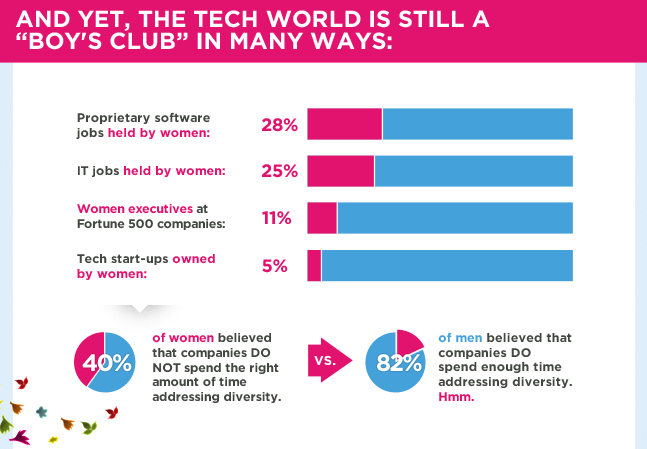 AND YET, THE TECH WORLD IS STILL A
“BOY'S CLUB” IN MANY WAYS:
Proprietary software
jobs held by women:
28%
IT jobs held by women:
25%
Women executives at
Fortune 500 companies:
11%
Tech start-ups owned
by women:
5%
40%
of women believed
that companies DO
NOT spend the right
amount of time
addressing diversity.
VS.
82%
of men believed that
companies DO
spend enough time
addressing diversity.
Hmm.